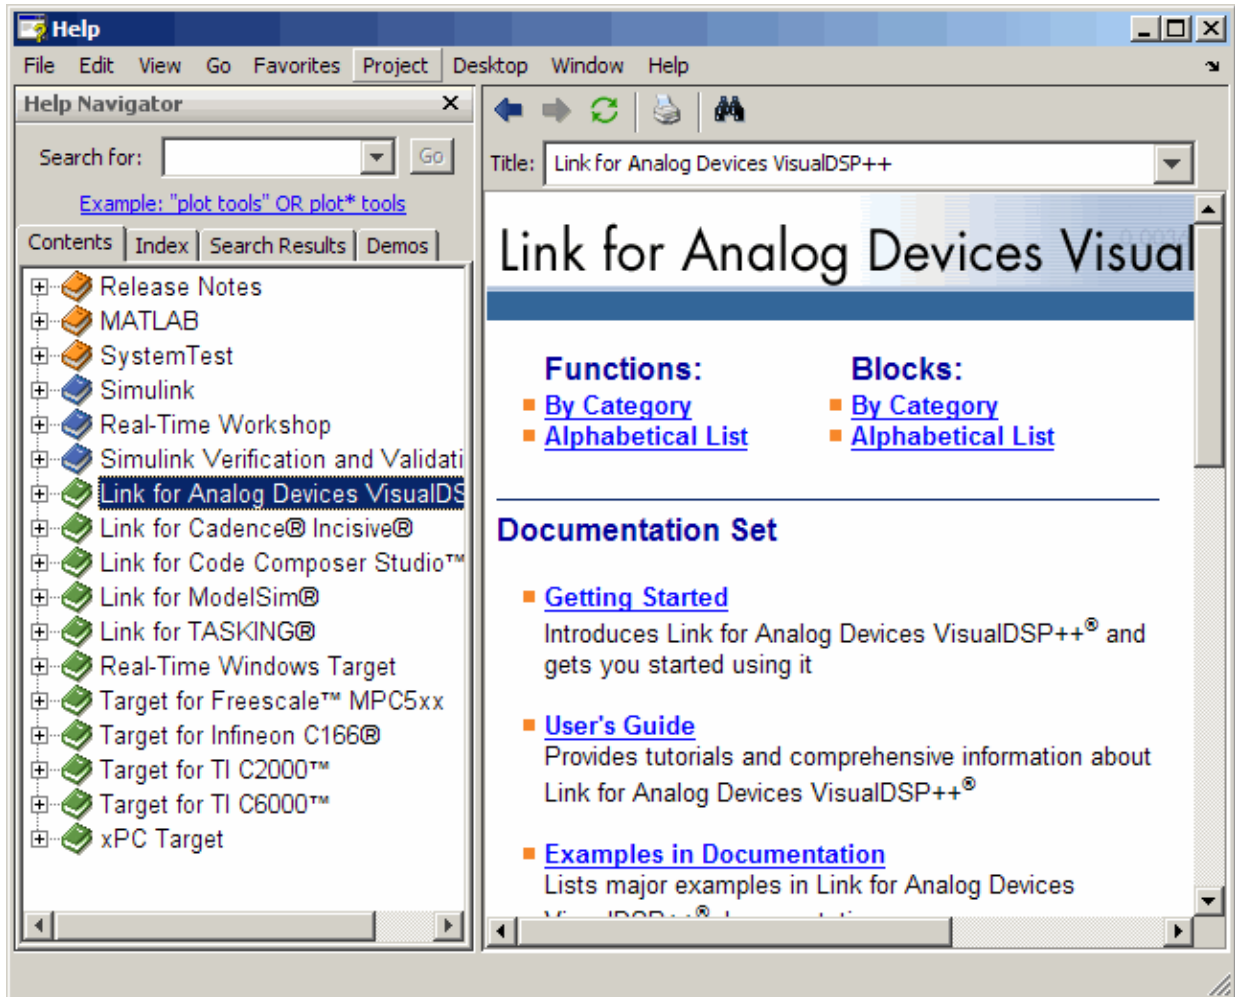 Help
File Edit View Go Favorites Project Desktop Window Help
Help Navigator
Search for: Go
Example: "plot tools" OR plot* tools
Contents Index Search Results Demos
Release Notes
MATLAB
SystemTest
Simulink
Real-Time Workshop
Simulink Verification and Validati
Link for Analog Devices VisualDS
Link for Cadence® Incisive®
Link for Code Composer Studio™
Link for ModelSim®
Link for TASKING®
Real-Time Windows Target
Target for Freescale™ MPC5xx
Target for Infineon C166®
Target for TI C2000™
Target for TI C6000™
xPC Target
Title: Link for Analog Devices VisualDSP++
Link for Analog Devices Visual
Functions: Blocks:
By Category By Category
Alphabetical List Alphabetical List
Documentation Set
Getting Started
Introduces Link for Analog Devices VisualDSP++® and
gets you started using it
User's Guide
Provides tutorials and comprehensive information about
Link for Analog Devices VisualDSP++®
Examples in Documentation
Lists major examples in Link for Analog Devices